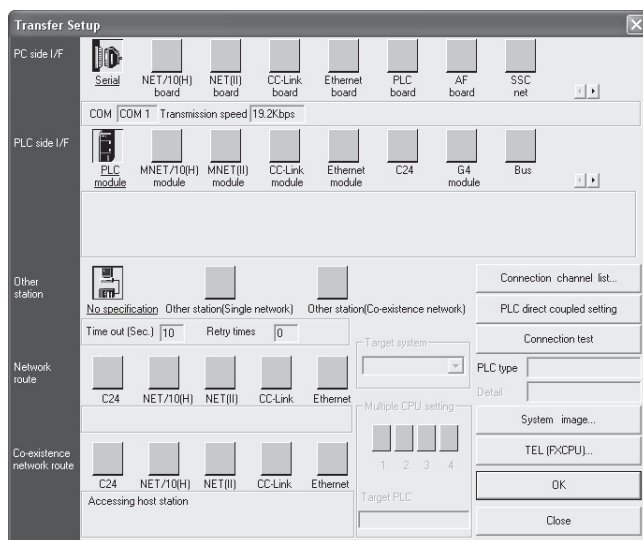 Transfer Setup
PC side I/F
Serial NET/10(H) board NET(II) board CC-Link board Ethernet board PLC board AF board SSC net
COM COM 1 Transmission speed 19.2Kbps
PLC side I/F
PLC module MNET/10(H) module MNET(II) module CC-Link module Ethernet module C24 G4 module Bus
Other station
No specification Other station(Single network) Other station(Co-existence network)
Time out (Sec.) 10 Retry times 0
Target system
Connection channel list...
PLC direct coupled setting
Connection test
PLC type
Detail
Network route
C24 NET/10(H) NET(II) CC-Link Ethernet
Multiple CPU setting
1 2 3 4
Target PLC
System image...
TEL (FXCPU)...
OK
Close
Co-existence network route
C24 NET/10(H) NET(II) CC-Link Ethernet
Accessing host station